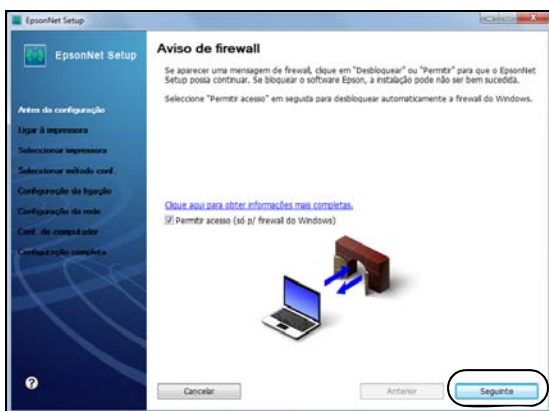 EpsonNet Setup
EpsonNet Setup
Antes da configuração
Ligar à impressora
Seleccionar impressora
Seleccionar método conf.
Configuração da ligação
Configuração da rede
Conf. do computador
Configuração completa
Aviso de firewall
Se aparecer uma mensagem de firewall, clique em "Desbloquear" ou "Permitir" para que o EpsonNet
Setup possa continuar. Se bloquear o software Epson, a instalação pode não ser bem sucedida.
Seleccione "Permitir acesso" em seguida para desbloquear automaticamente a firewall do Windows.
Clique aqui para obter informações mais completas.
Permitir acesso (só p/ firewall do Windows)
?
Cancelar
Anterior
Seguinte